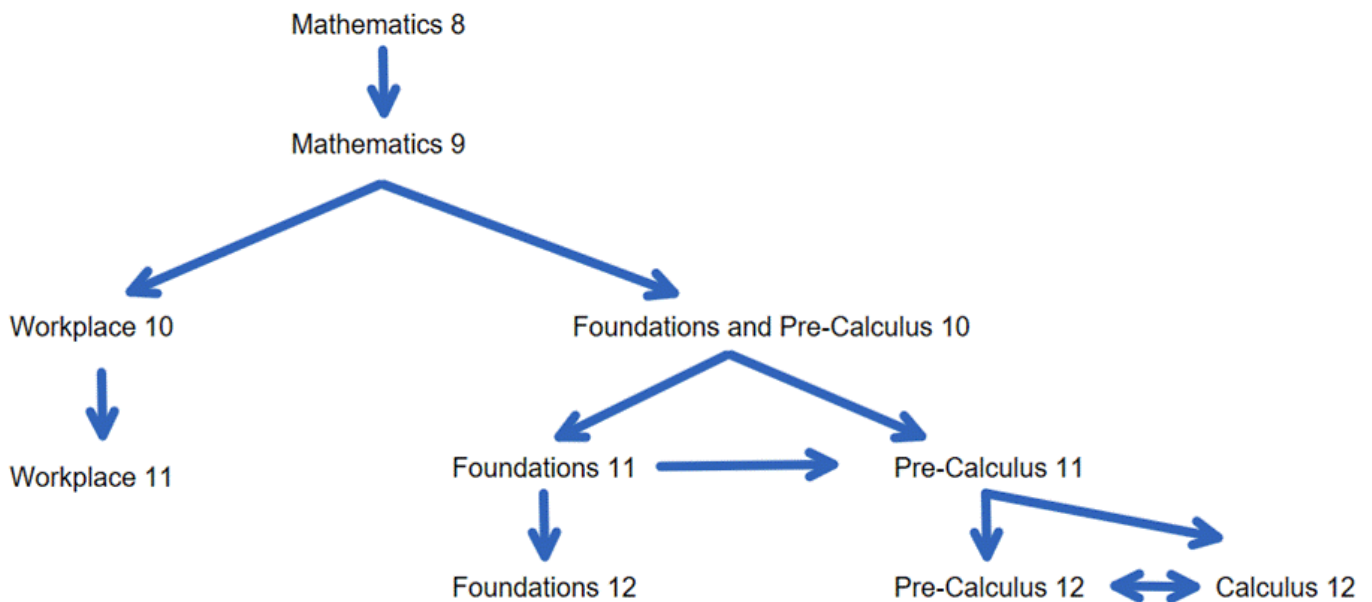 Mathematics 8
Mathematics 9
Workplace 10
Foundations and Pre-Calculus 10
Workplace 11
Foundations 11
Pre-Calculus 11
Foundations 12
Pre-Calculus 12
Calculus 12